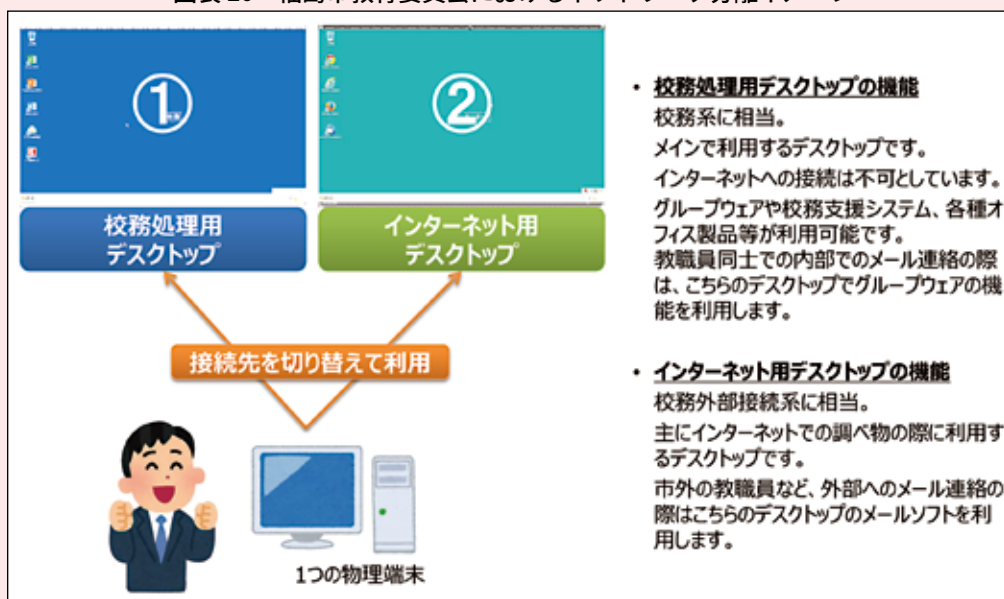 ①
②
校務処理用
デスクトップ
インターネット用
デスクトップ
接続先を切り替えて利用
1つの物理端末
・ 校務処理用デスクトップの機能
校務系に相当。
メインで利用するデスクトップです。
インターネットへの接続は不可としています。
グループウェアや校務支援システム、各種オ
フィス製品等が利用可能です。
教職員同士での内部でのメール連絡の際
は、こちらのデスクトップでグループウェアの機
能を利用します。
・ インターネット用デスクトップの機能
校務外部接続系に相当。
主にインターネットでの調べ物の際に利用す
るデスクトップです。
市外の教職員など、外部へのメール連絡の
際はこちらのデスクトップのメールソフトを利
用します。